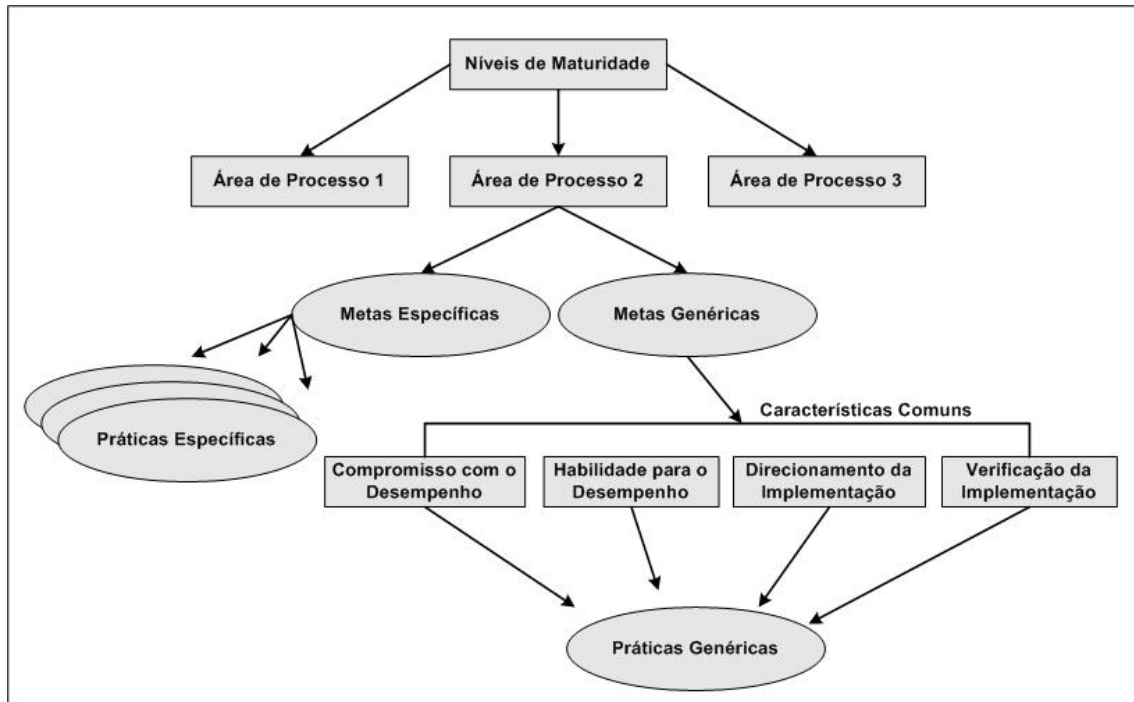 Níveis de Maturidade
Área de Processo 1
Área de Processo 2
Área de Processo 3
Metas Específicas
Metas Genéricas
Práticas Específicas
Características Comuns
Compromisso com o
Desempenho
Habilidade para o
Desempenho
Direcionamento da
Implementação
Verificação da
Implementação
Práticas Genéricas